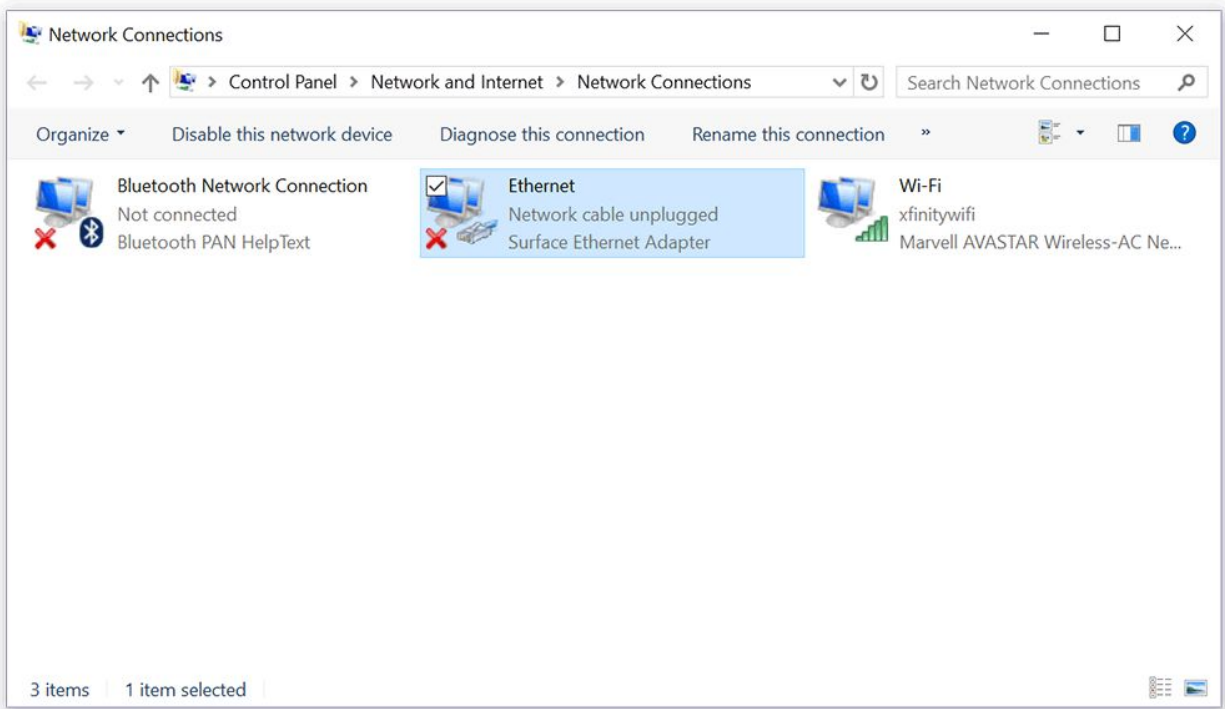 Network Connections
Control Panel > Network and Internet > Network Connections
Search Network Connections
Organize
Disable this network device
Diagnose this connection
Rename this connection
»
Bluetooth Network Connection
Not connected
Bluetooth PAN HelpText
Ethernet
Network cable unplugged
Surface Ethernet Adapter
Wi-Fi
xfinitywifi
Marvell AVASTAR Wireless-AC Ne...
3 items
1 item selected